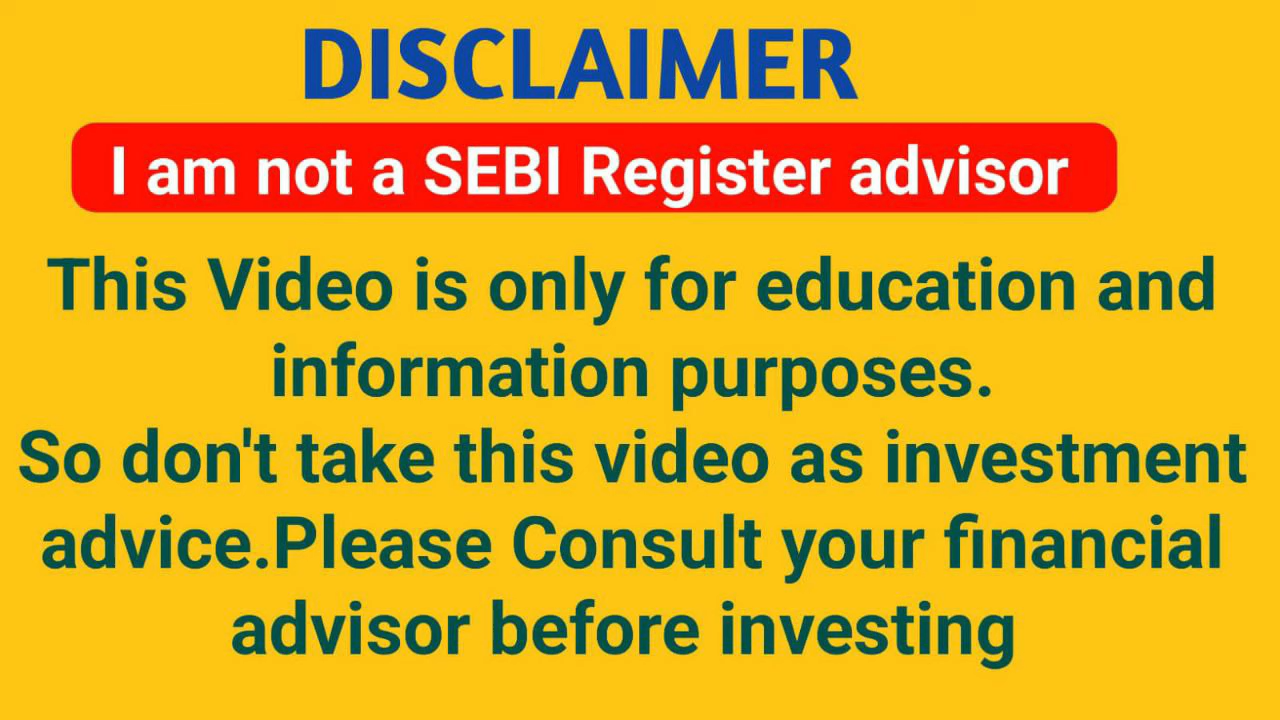 DISCLAIMER
I am not a SEBI Register advisor
This Video is only for education and
information purposes.
So don't take this video as investment
advice.Please Consult your financial
advisor before investing